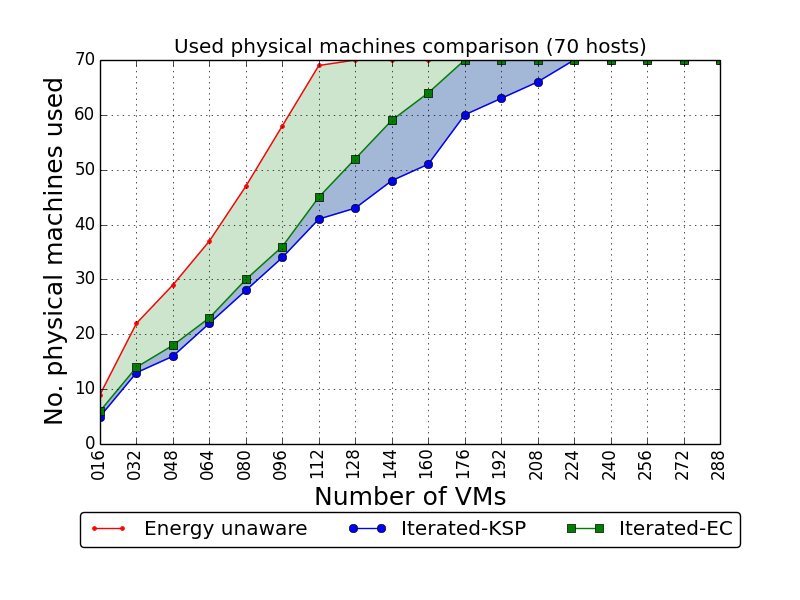 Used physical machines comparison (70 hosts)
No. physical machines used
70
60
50
40
30
20
10
0
016 032 048 064 080 096 112 128 144 160 176 192 208 224 240 256 272 288
Number of VMs
Energy unaware Iterated-KSP Iterated-EC